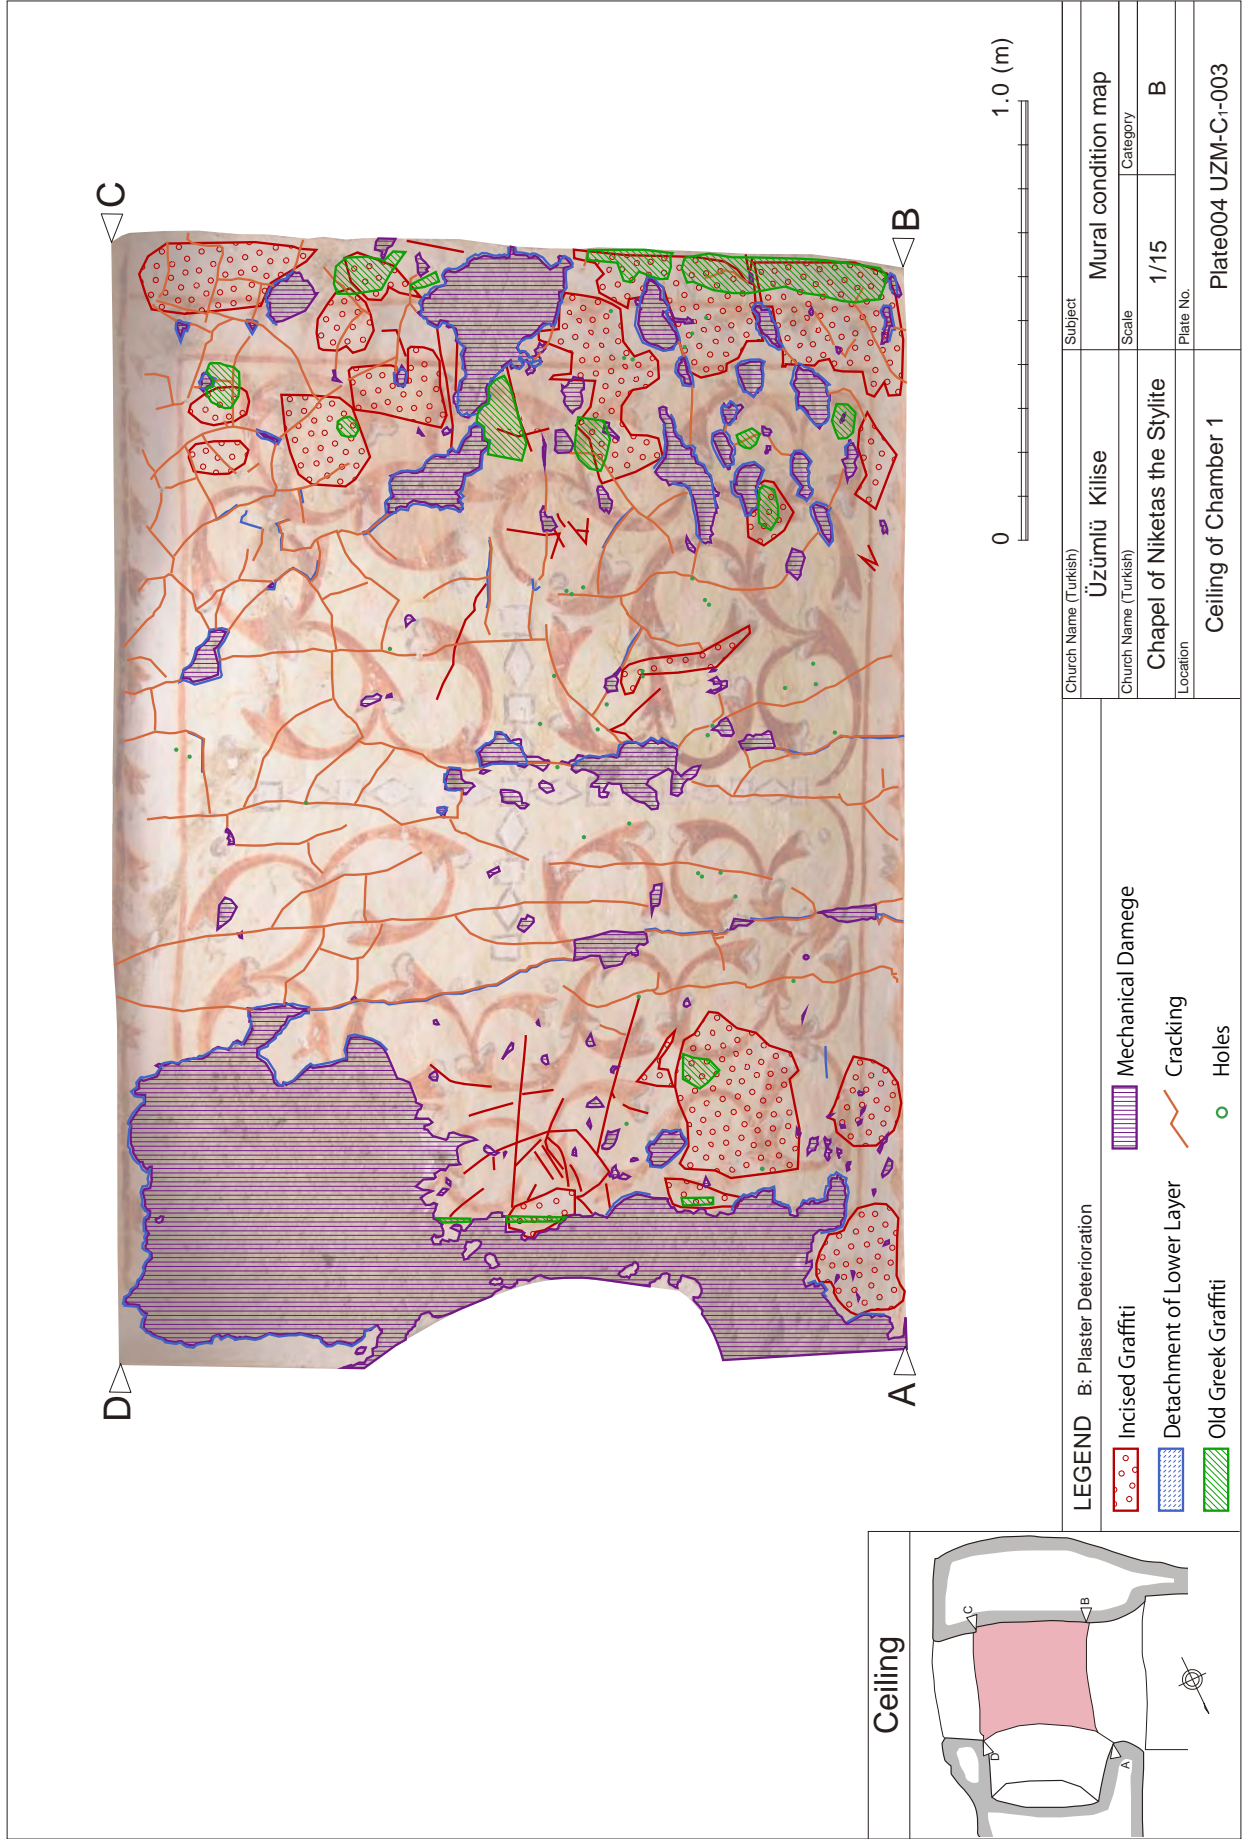 C
B
D
A
0
1.0 (m)
Ceiling
C
B
D
A
LEGEND B: Plaster Deterioration
Incised Graffiti
Mechanical Damege
Detachment of Lower Layer
Cracking
Old Greek Graffiti
Holes
Church Name (Turkish)
Üzümlü Kilise
Subject
Mural condition map
Church Name (Turkish)
Chapel of Niketas the Stylite
Scale
1/15
Category
B
Location
Ceiling of Chamber 1
Plate No.
Plate0004 UZM-C1-003